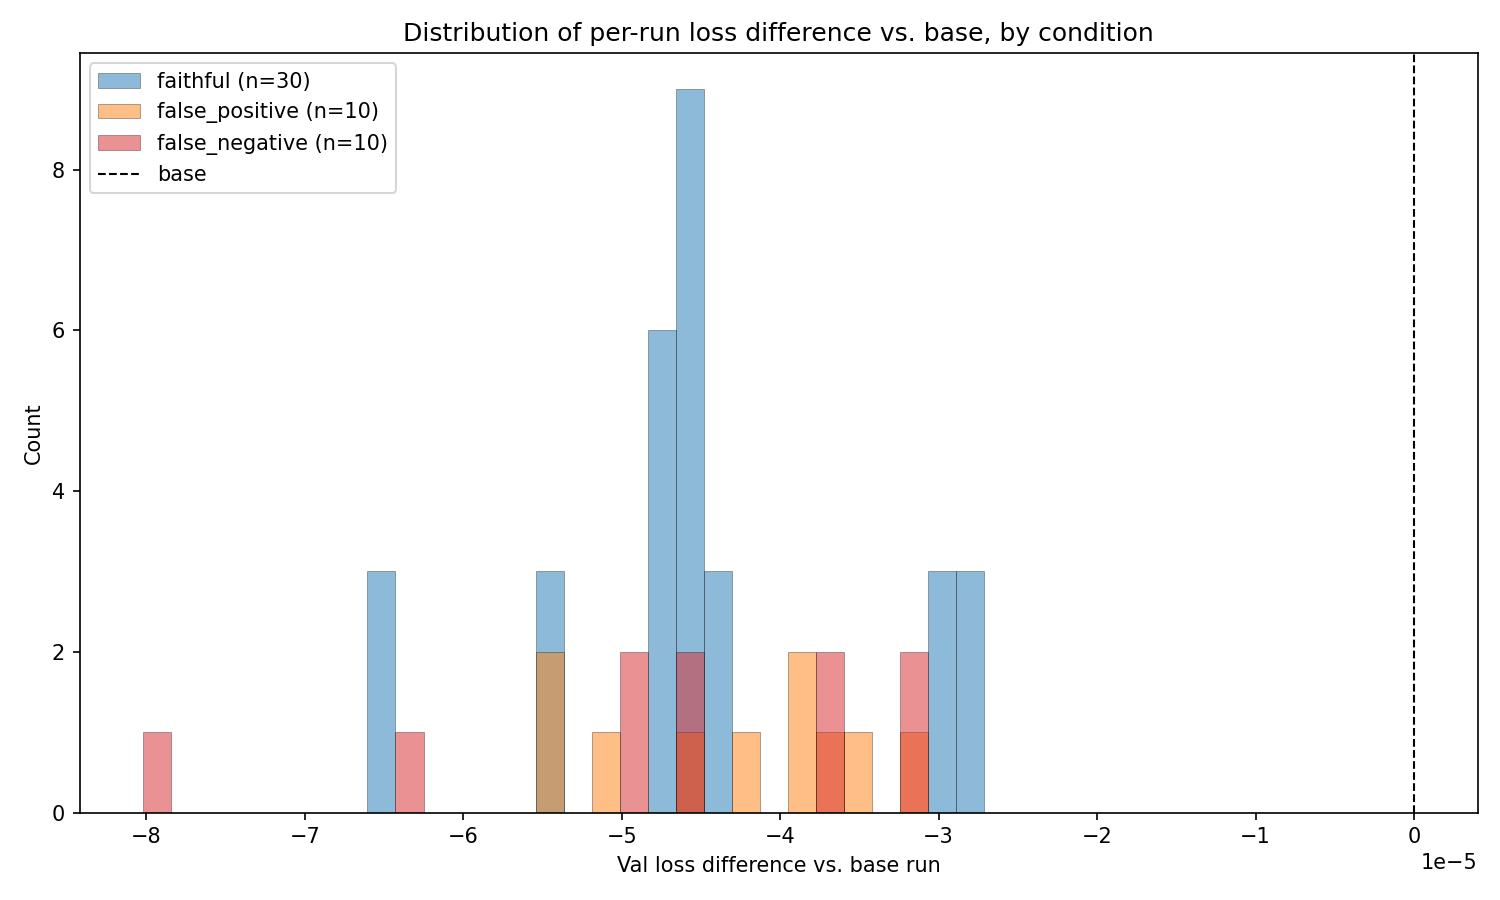 Distribution of per-run loss difference vs. base, by condition
faithful (n=30)
false_positive (n=10)
false_negative (n=10)
base
8
6
4
2
0
Count
−8
−7
−6
−5
−4
−3
−2
−1
0
1e−5
Val loss difference vs. base run